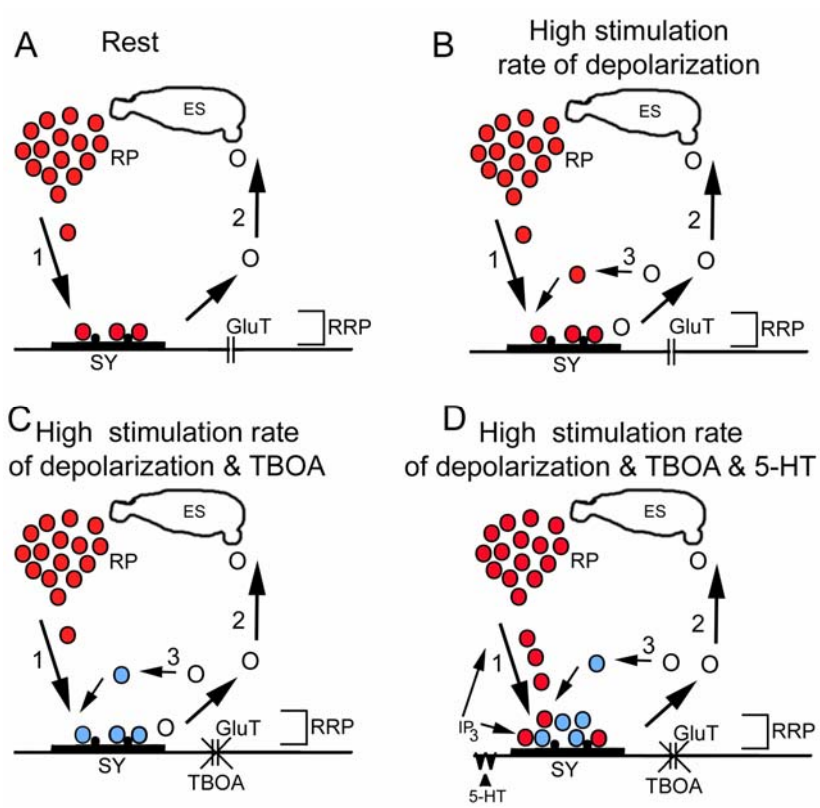 A
Rest
ES
RP
1
2
GluT
RRP
SY
B
High stimulation
rate of depolarization
ES
RP
1
2
3
GluT
RRP
SY
C
High stimulation rate
of depolarization & TBOA
ES
RP
1
2
3
GluT
RRP
SY
TBOA
D
High stimulation rate
of depolarization & TBOA & 5-HT
ES
RP
1
2
3
IP3
GluT
RRP
SY
TBOA
5-HT